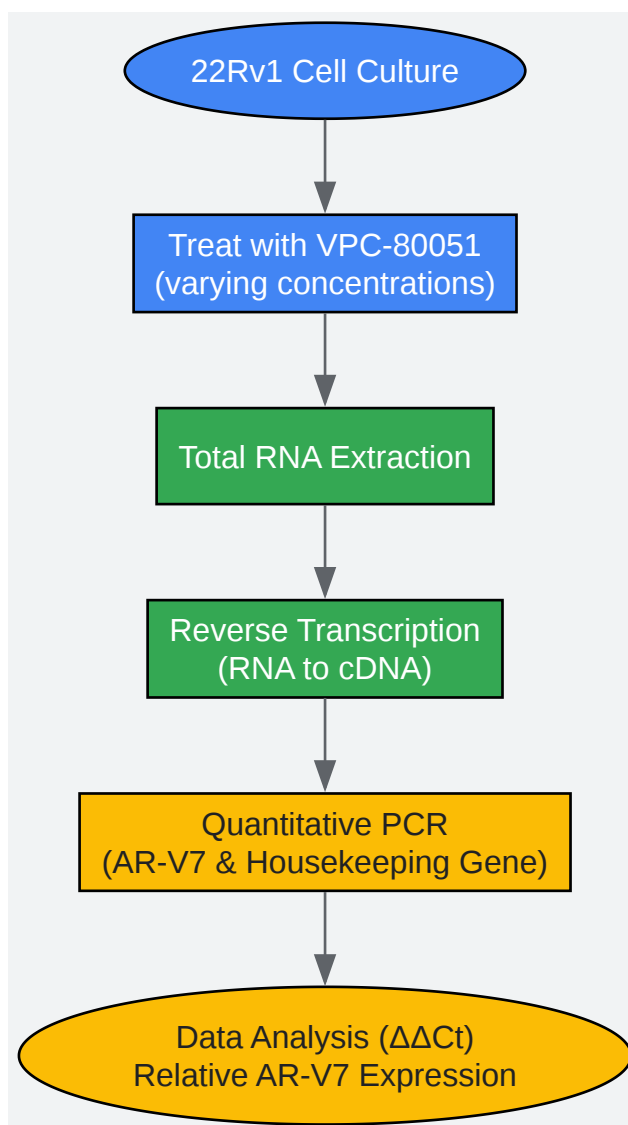 22Rv1 Cell Culture
Treat with VPC-80051
(varying concentrations)
Total RNA Extraction
Reverse Transcription
(RNA to cDNA)
Quantitative PCR
(AR-V7 & Housekeeping Gene)
Data Analysis (ΔΔCt)
Relative AR-V7 Expression